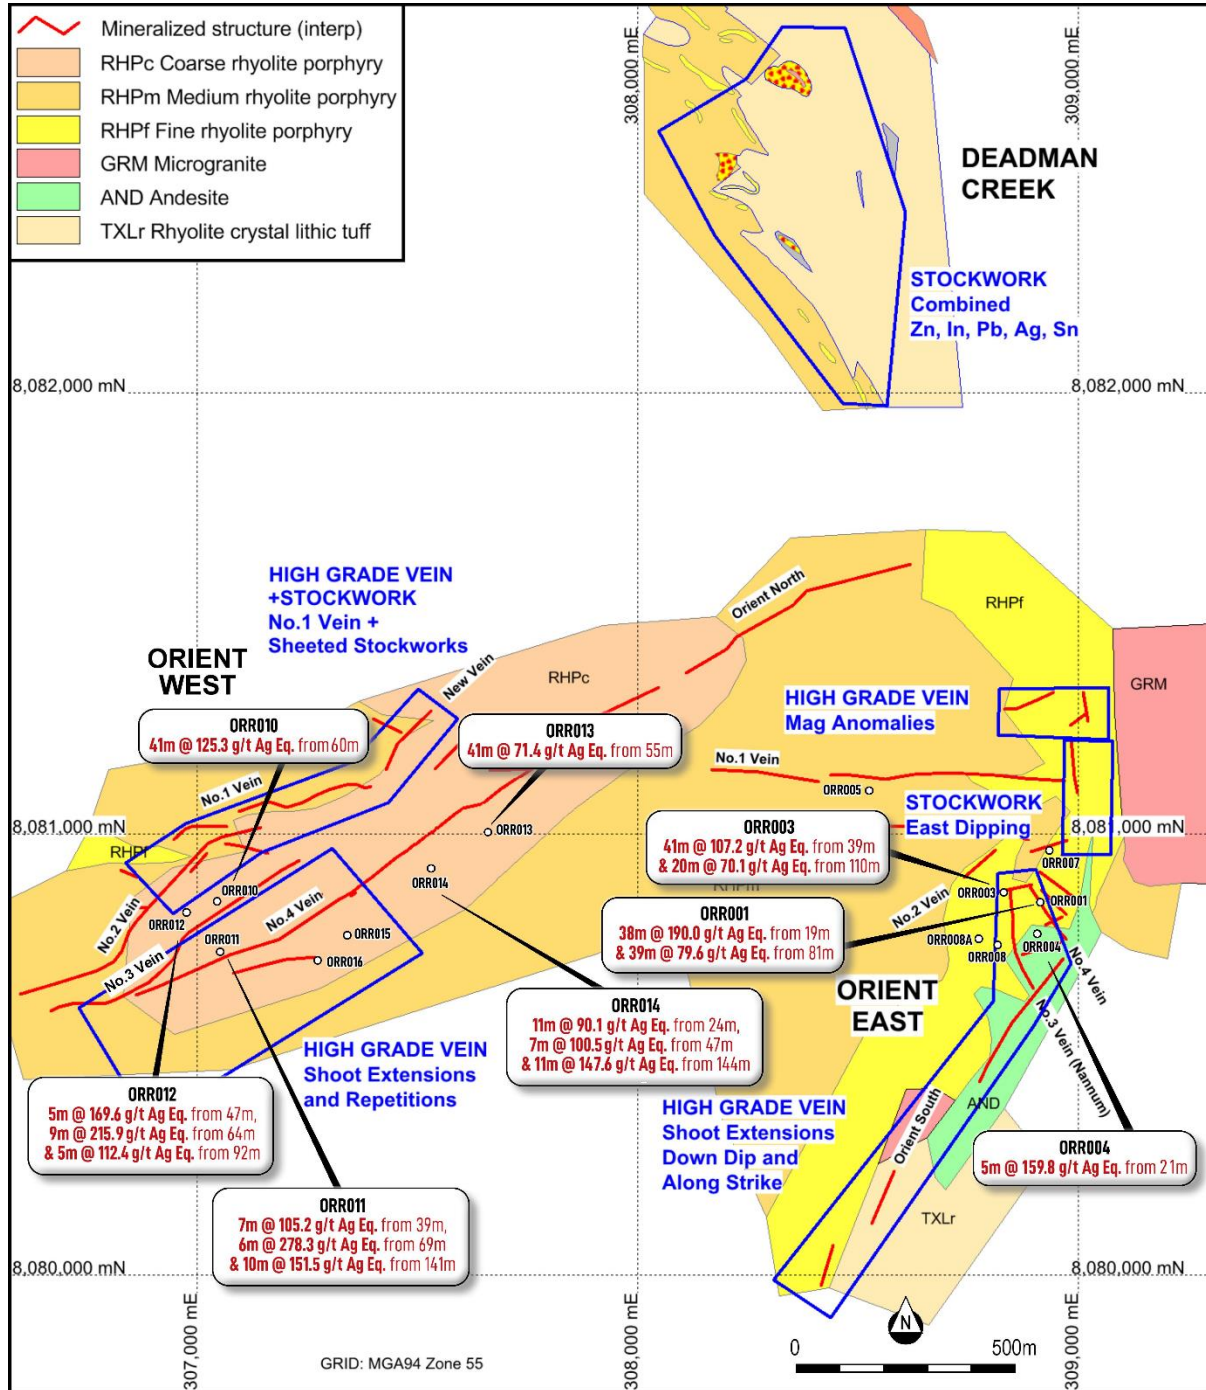 Mineralized structure (interp)
RHPc Coarse rhyolite porphyry
RHPm Medium rhyolite porphyry
RHPf Fine rhyolite porphyry
GRM Microgranite
AND Andesite
TXLr Rhyolite crystal lithic tuff
308,000 mE
309,000 mE
DEADMAN
CREEK
STOCKWORK
Combined
Zn, In, Pb, Ag, Sn
8,082,000 mN
8,082,000 mN
HIGH GRADE VEIN
+STOCKWORK
No.1 Vein +
Sheeted Stockworks
ORIENT
WEST
Orient North
RHPf
RHPc
New Vein
GRM
HIGH GRADE VEIN
Mag Anomalies
ORR010
41m @ 125.3 g/t Ag Eq. from 60m
ORR013
41m @ 71.4 g/t Ag Eq. from 55m
No.1 Vein
No.1 Vein
ORR005
STOCKWORK
East Dipping
8,081,000 mN
8,081,000 mN
RHPf
ORR013
ORR003
41m @ 107.2 g/t Ag Eq. from 39m
& 20m @ 70.1 g/t Ag Eq. from 110m
ORR007
ORR014
RHPm
ORR003
ORR001
ORR010
ORR012
No.2 Vein
No.2 Vein
ORR001
38m @ 190.0 g/t Ag Eq. from 19m
& 39m @ 79.6 g/t Ag Eq. from 81m
No.4 Vein
ORR015
ORR011
ORR016
ORR008A
ORR008
ORR004
No.3 Vein
No.4 Vein
ORIENT
EAST
ORR014
11m @ 90.1 g/t Ag Eq. from 24m,
7m @ 100.5 g/t Ag Eq. from 47m
& 11m @ 147.6 g/t Ag Eq. from 144m
No.3 Vein (Nannum)
HIGH GRADE VEIN
Shoot Extensions
and Repetitions
ORR012
5m @ 169.6 g/t Ag Eq. from 47m,
9m @ 215.9 g/t Ag Eq. from 64m
& 5m @ 112.4 g/t Ag Eq. from 92m
AND
HIGH GRADE VEIN
Shoot Extensions
Down Dip and
Along Strike
Orient South
ORR004
5m @ 159.8 g/t Ag Eq. from 21m
ORR011
7m @ 105.2 g/t Ag Eq. from 39m,
6m @ 278.3 g/t Ag Eq. from 69m
& 10m @ 151.5 g/t Ag Eq. from 141m
TXLr
8,080,000 mN
8,080,000 mN
307,000 mE
308,000 mE
309,000 mE
N
0
500m
GRID: MGA94 Zone 55